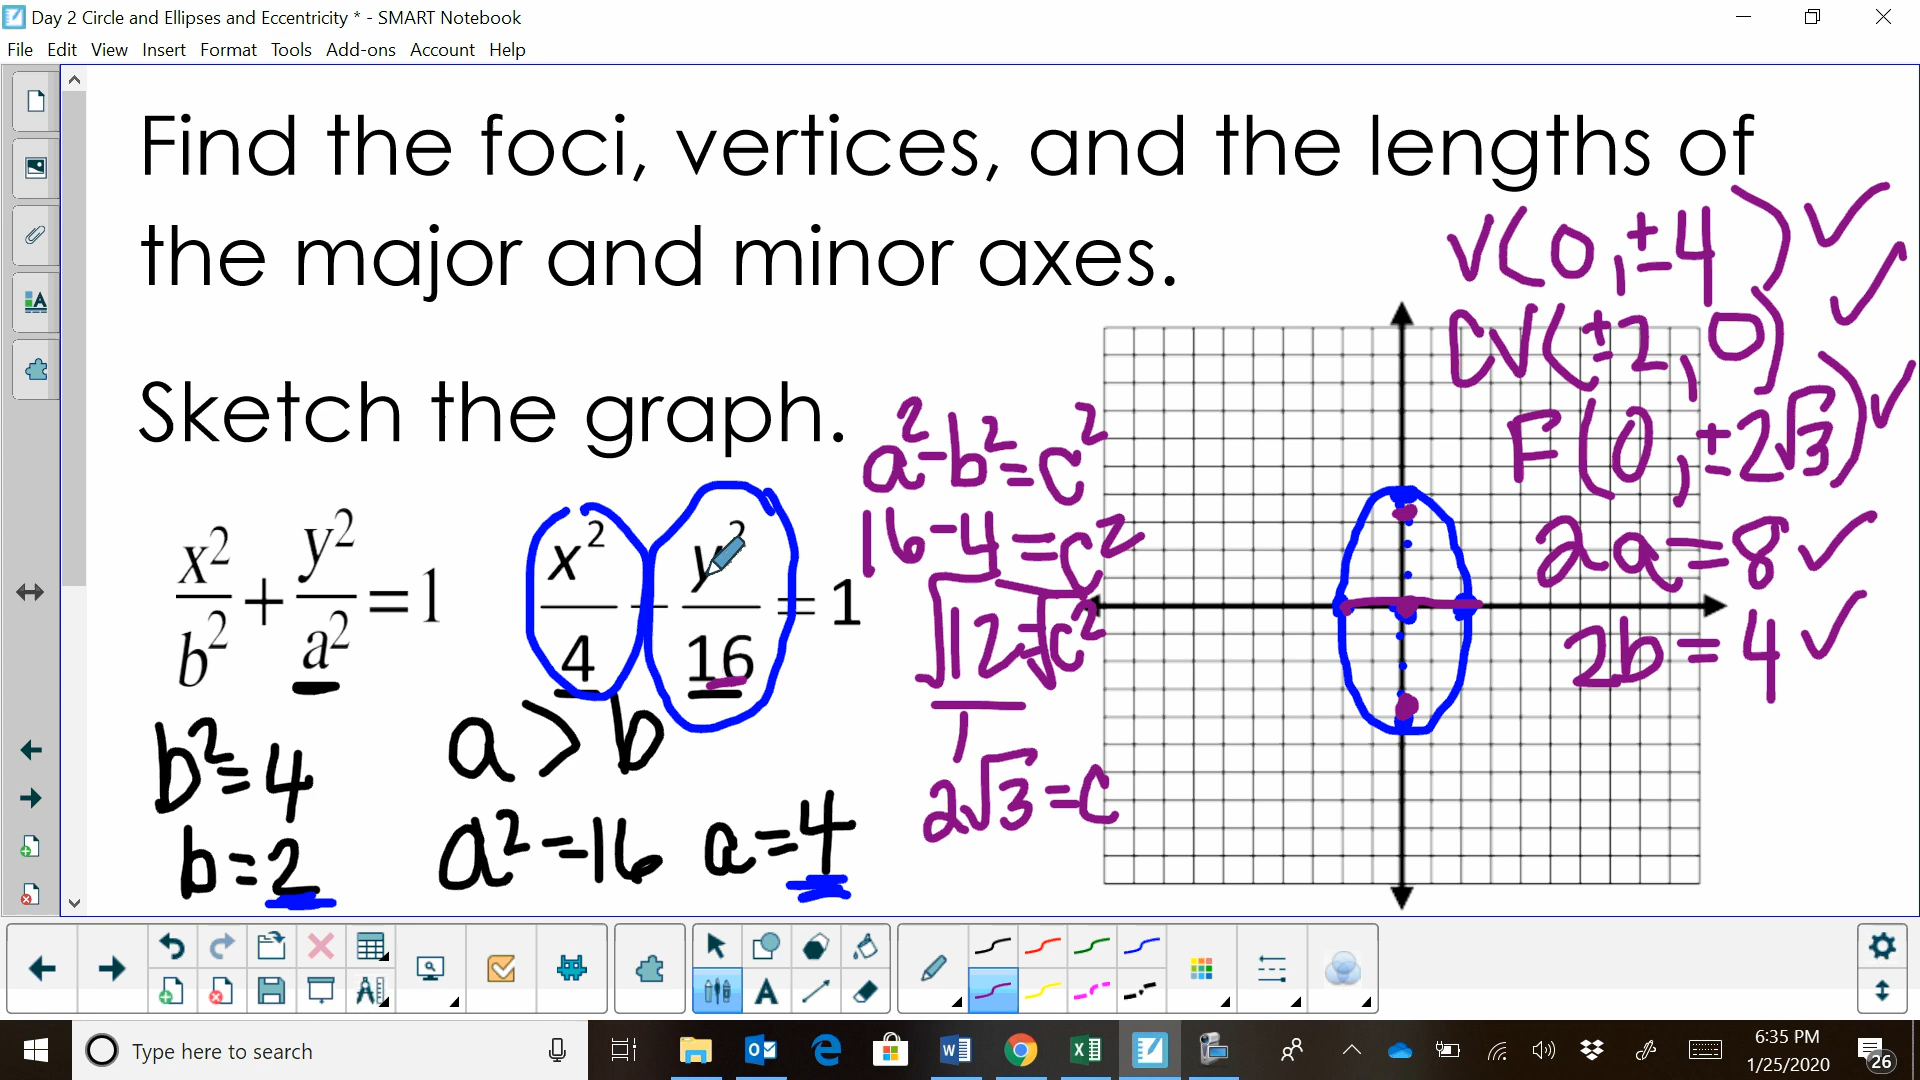 Day 2 Circle and Ellipses and Eccentricity * - SMART Notebook
File Edit View Insert Format Tools Add-ons Account Help
Find the foci, vertices, and the lengths of
the major and minor axes.
Sketch the graph.
x²/b² + y²/a² = 1
x²/4 + y²/16 = 1
b² = 4
b = 2
a > b
a² = 16 a = 4
a² - b² = c²
16 - 4 = c²
√12 = √c²
2√3 = c
V(0, ±4) ✓
CV(±2, 0) ✓
F(0, ±2√3) ✓
2a = 8 ✓
2b = 4 ✓
A
Type here to search
6:35 PM
1/25/2020
26